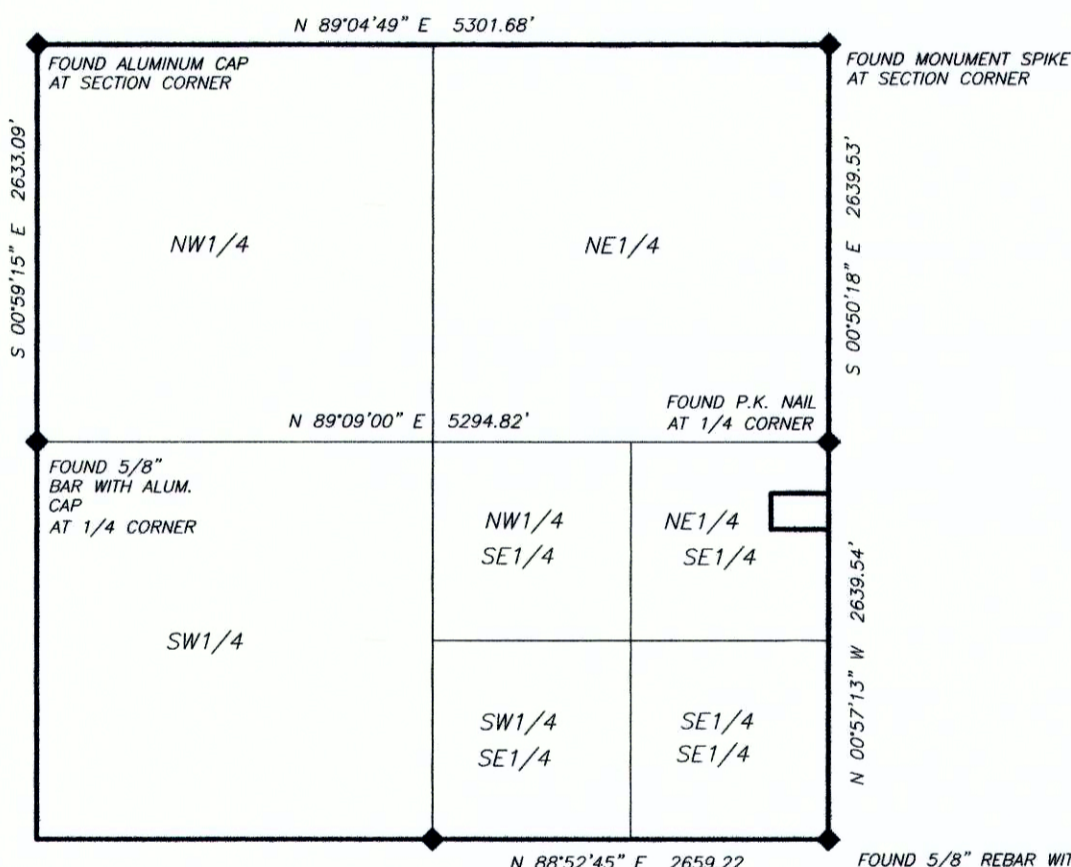 N 89°04'49" E 5301.68'
FOUND ALUMINUM CAP
AT SECTION CORNER
FOUND MONUMENT SPIKE
AT SECTION CORNER
S 00°59'15" E 2633.09'
NW1/4
NE1/4
S 00°50'18" E 2639.53'
N 89°09'00" E 5294.82'
FOUND P.K. NAIL
AT 1/4 CORNER
FOUND 5/8"
BAR WITH ALUM.
CAP
AT 1/4 CORNER
NW1/4
SE1/4
NE1/4
SE1/4
SW1/4
N 00°57'13" W 2639.54'
SW1/4
SE1/4
SE1/4
SE1/4
N 88°52'45" E 2659.22
FOUND 5/8" REBAR WIT